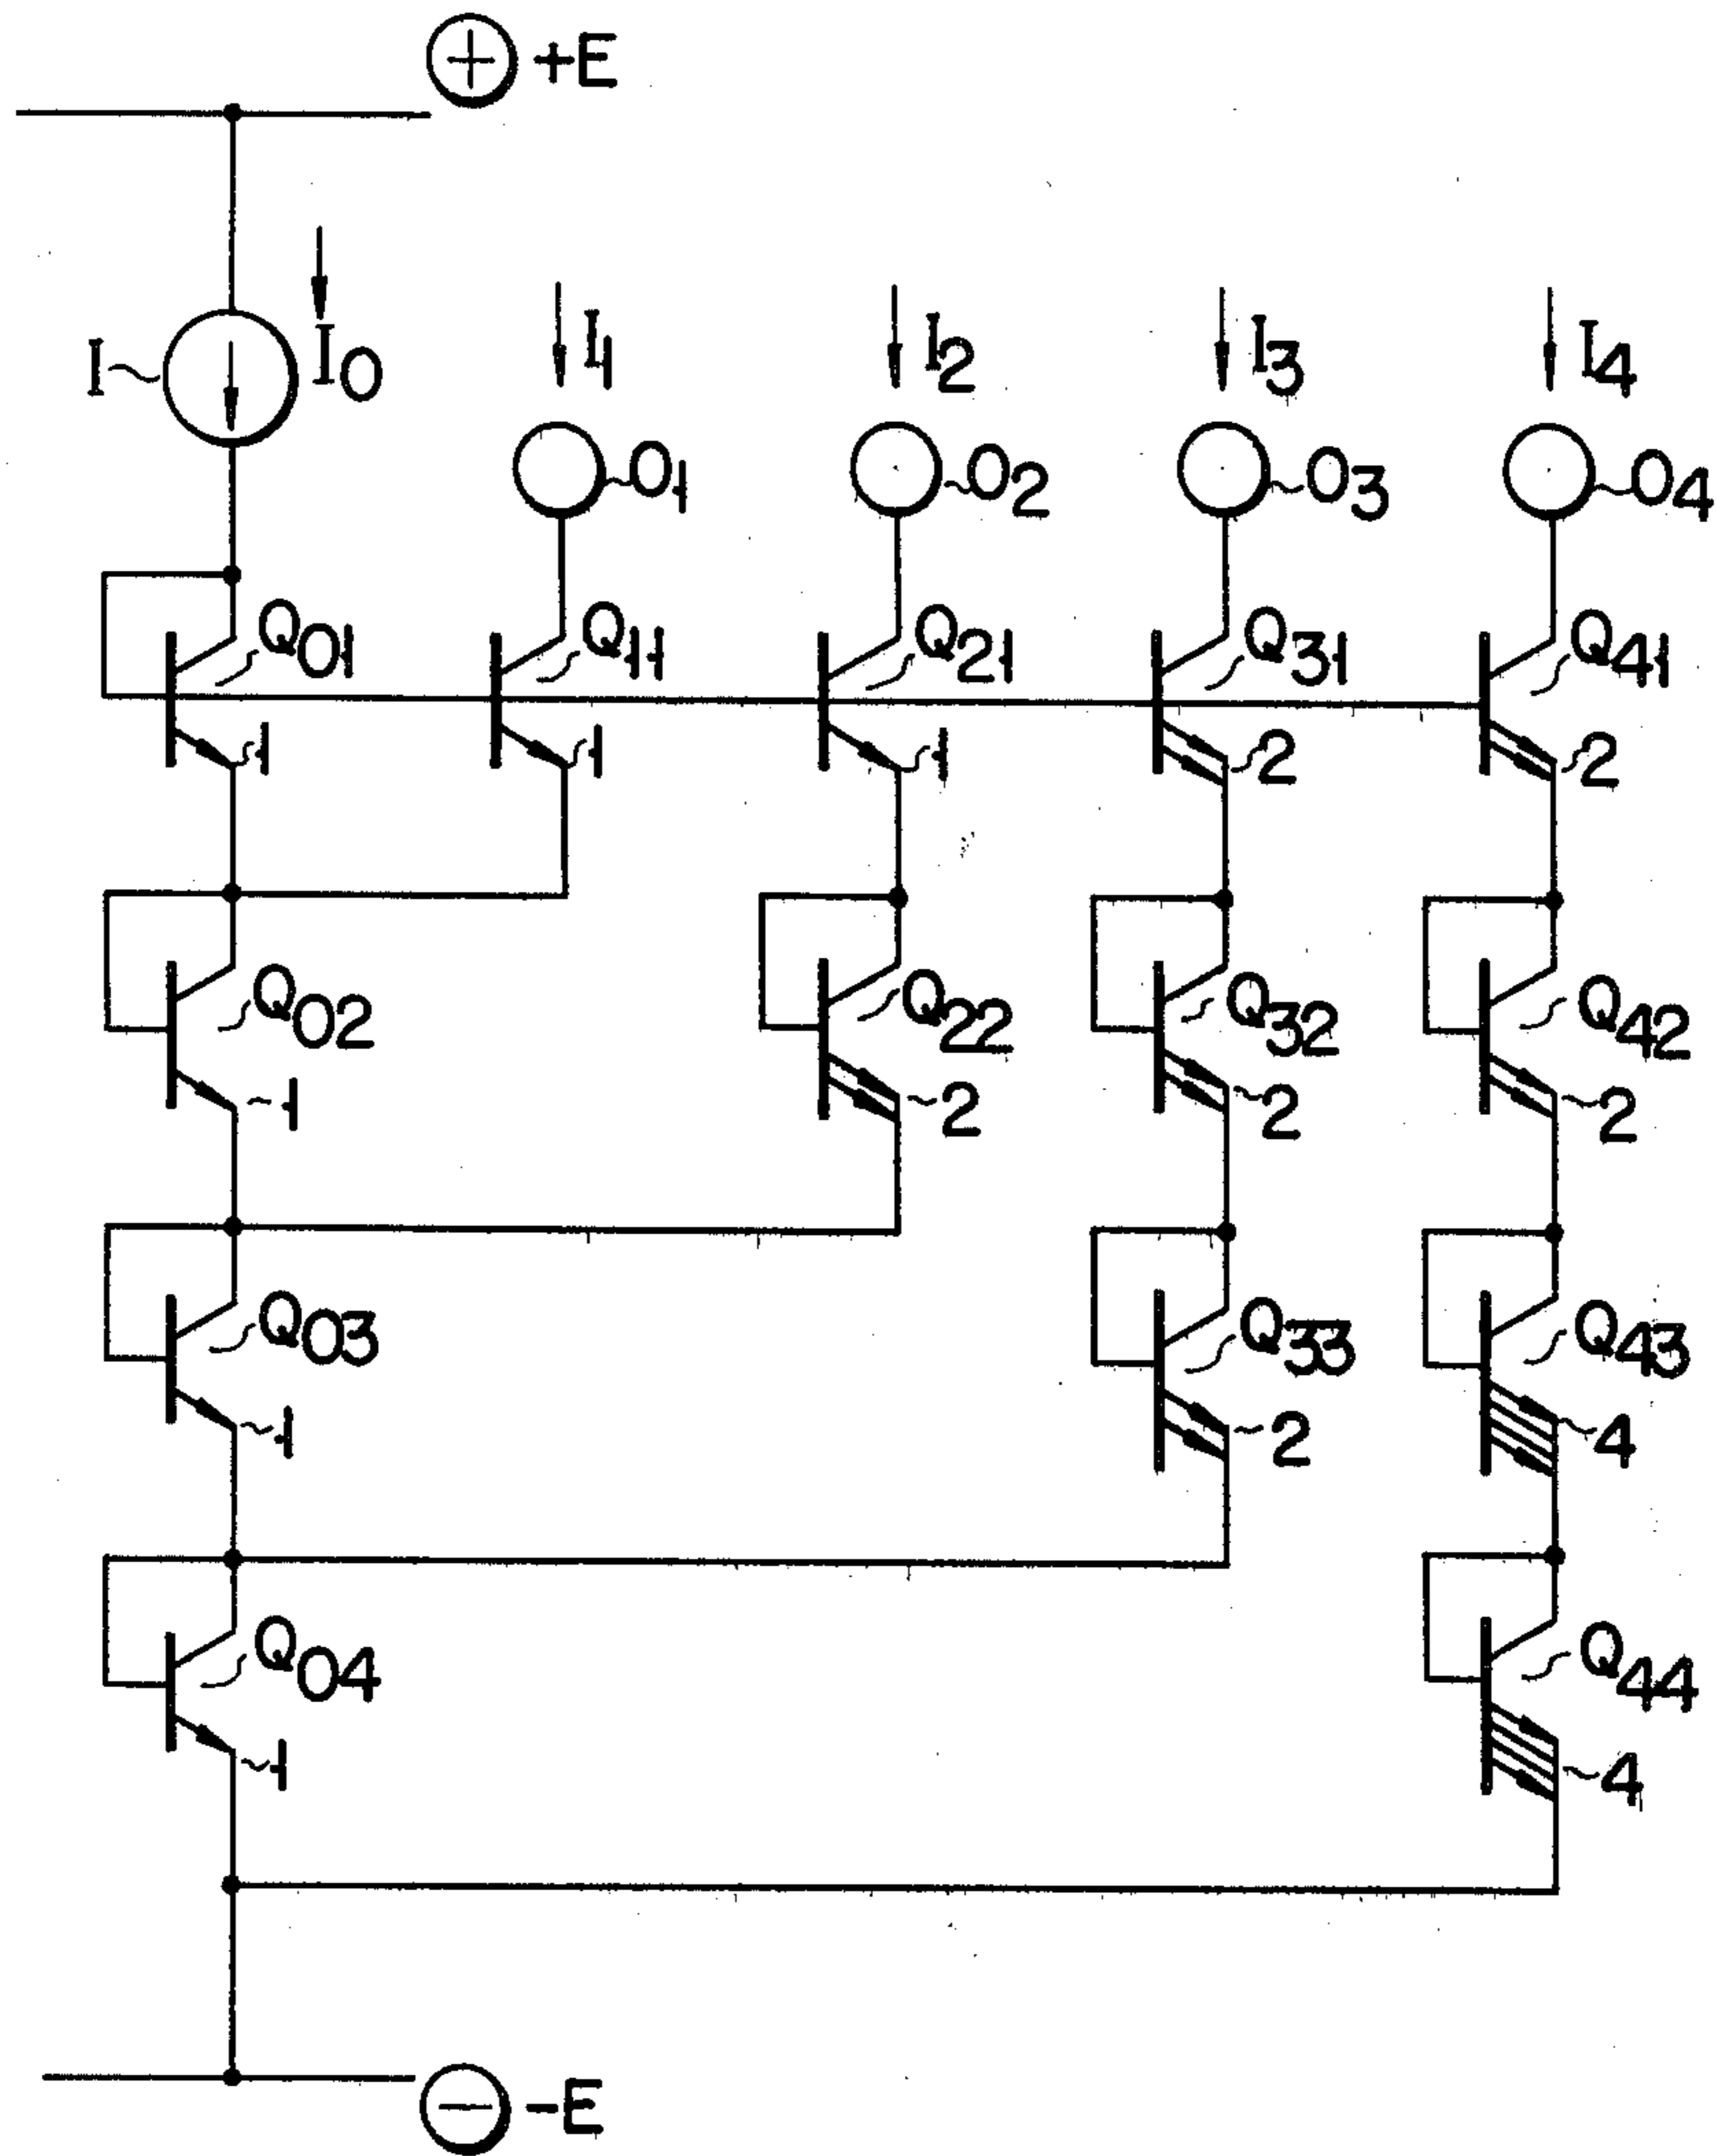 +E
I I0 I1 I2 I3 I4
O1 O2 O3 O4
Q01 Q11 Q21 Q31 Q41
1 1 1 2 2
Q02 Q22 Q32 Q42
1 2 2 2
Q03 Q33 Q43
1 2 4
Q04 Q44
1 4
-E